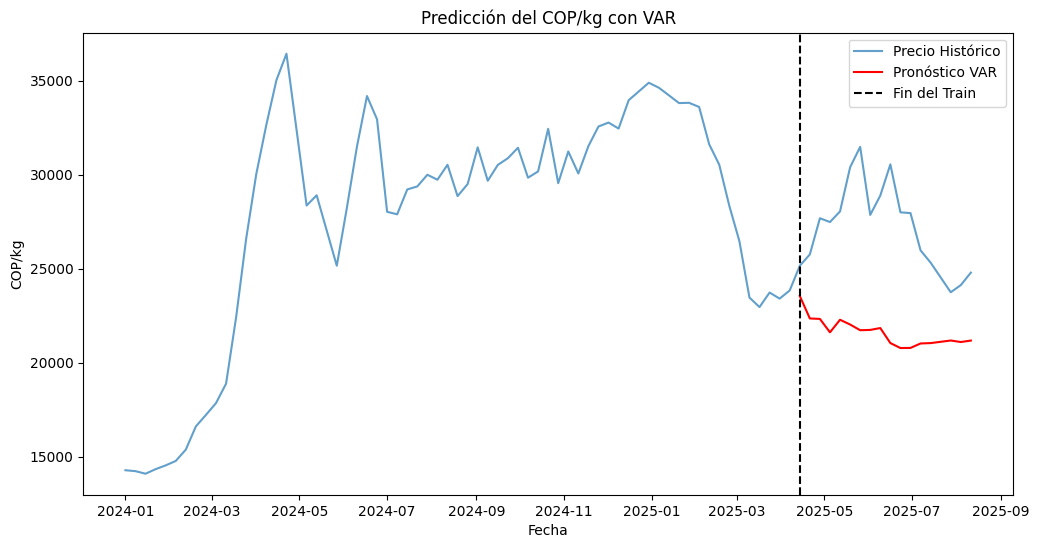 Predicción del COP/kg con VAR
Precio Histórico
Pronóstico VAR
Fin del Train
COP/kg
35000
30000
25000
20000
15000
2024-01 2024-03 2024-05 2024-07 2024-09 2024-11 2025-01 2025-03 2025-05 2025-07 2025-09
Fecha